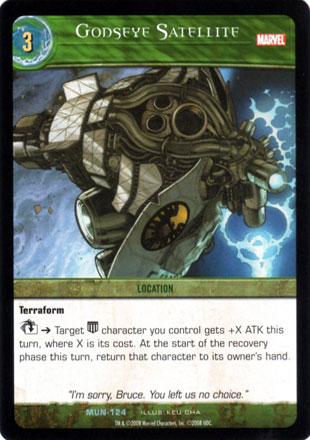 3
GODSEYE SATELLITE
MARVEL
LOCATION
Terraform
→ Target character you control gets +X ATK this
turn, where X is its cost. At the start of the recovery
phase this turn, return that character to its owner's hand.
"I'm sorry, Bruce. You left us no choice."
MUN-124 ILLUS: KEU CHA
TM & ©2008 Marvel Characters, Inc. ©2008 UDC.